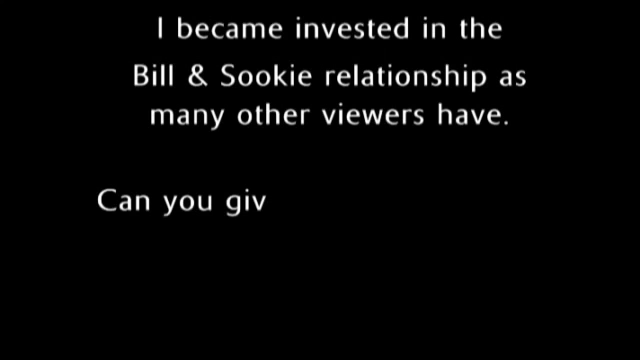 I became invested in the
Bill & Sookie relationship as
many other viewers have.
Can you giv